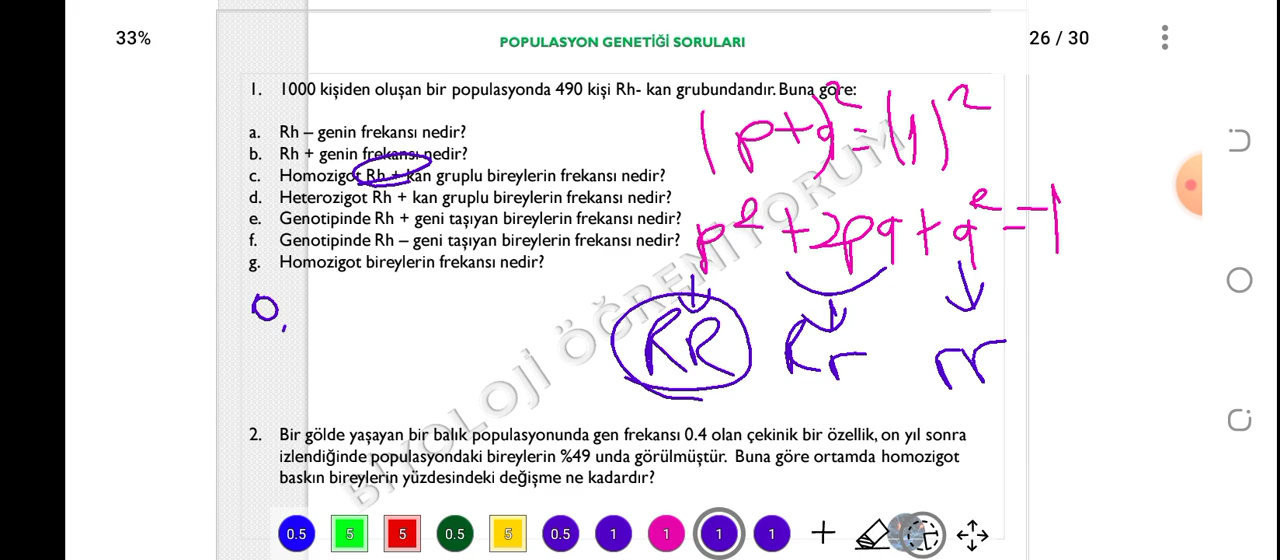 33%
POPULASYON GENETİĞİ SORULARI
26 / 30
1. 1000 kişiden oluşan bir populasyonda 490 kişi Rh- kan grubundandır. Buna göre:
(p+q)² = (1)²
a. Rh – genin frekansı nedir?
b. Rh + genin frekansı nedir?
c. Homozigot Rh + kan gruplu bireylerin frekansı nedir?
d. Heterozigot Rh + kan gruplu bireylerin frekansı nedir?
e. Genotipinde Rh + geni taşıyan bireylerin frekansı nedir?
f. Genotipinde Rh – geni taşıyan bireylerin frekansı nedir?
g. Homozigot bireylerin frekansı nedir?
p² + 2pq + q² = 1
0,
RR Rr rr
BİYOLOJİ ÖĞRENİYORUM
2. Bir gölde yaşayan bir balık populasyonunda gen frekansı 0.4 olan çekinik bir özellik, on yıl sonra
izlendiğinde populasyondaki bireylerin %49 unda görülmüştür. Buna göre ortamda homozigot
baskın bireylerin yüzdesindeki değişme ne kadardır?
0.5 5 5 0.5 5 0.5 1 1 1 1